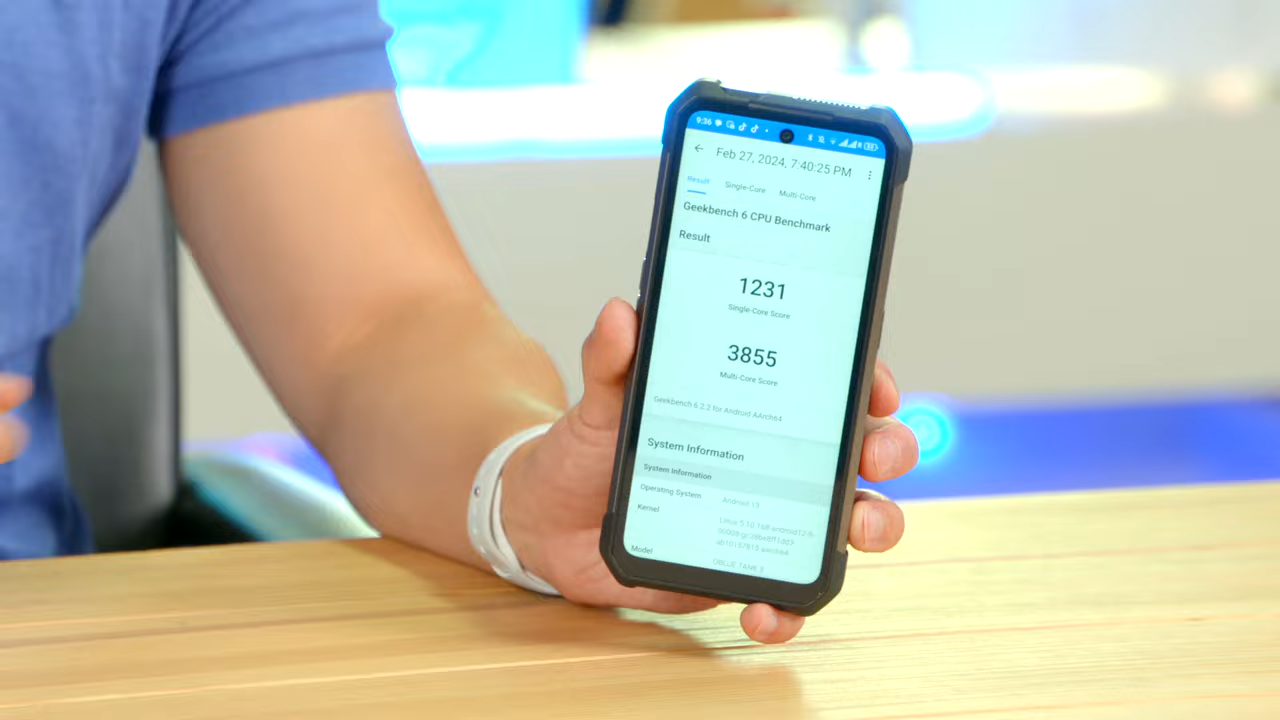 9:36
Feb 27, 2024, 7:40:25 PM
Result Single-Core Multi-Core
Geekbench 6 CPU Benchmark
Result
1231
Single-Core Score
3855
Multi-Core Score
Geekbench 6.2.2 for Android AArch64
System Information
System Information
Operating System Android 13
Kernel
Model